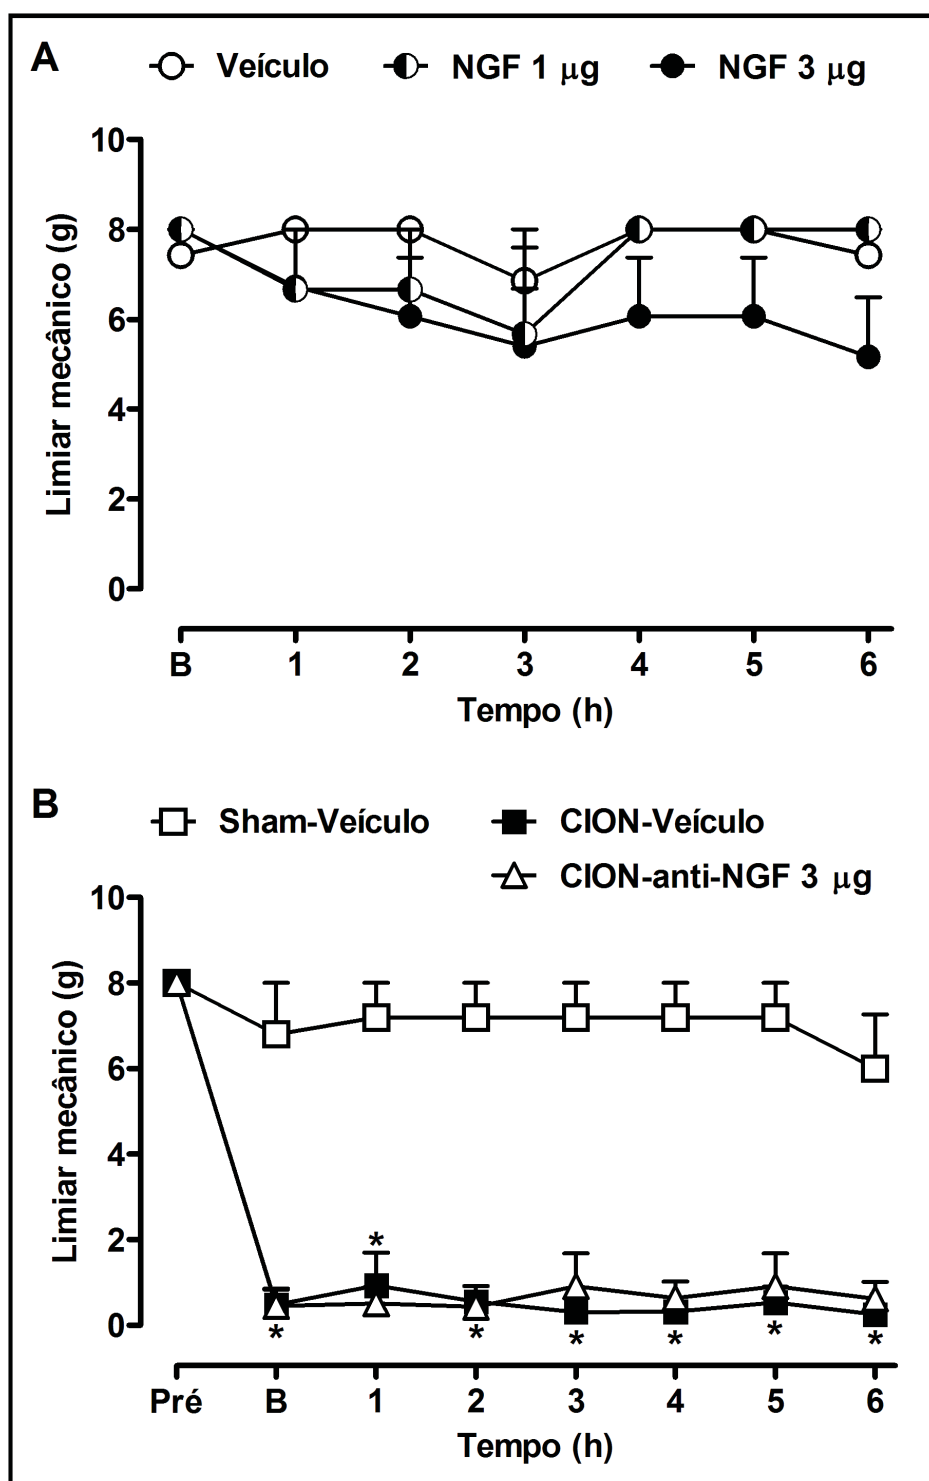 A
Veículo NGF 1 μg NGF 3 μg
10
8
6
4
2
0
Limiar mecânico (g)
B 1 2 3 4 5 6
Tempo (h)
B
Sham-Veículo CION-Veículo
CION-anti-NGF 3 μg
10
8
6
4
2
0
Limiar mecânico (g)
*
* * * * * *
Pré B 1 2 3 4 5 6
Tempo (h)